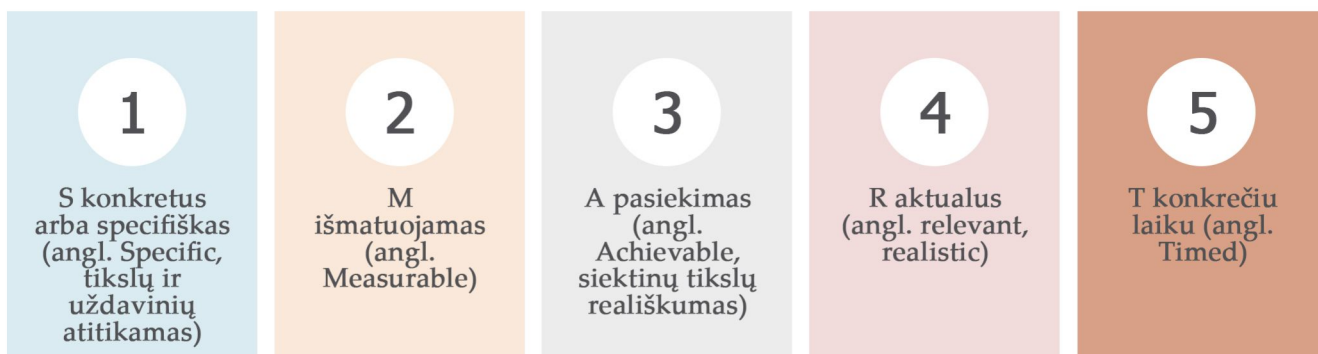 1
S konkretus
arba specifiškas
(angl. Specific,
tikslų ir
uždavinių
atitikamas)
2
M
išmatuojamas
(angl.
Measurable)
3
A pasiekimas
(angl.
Achievable,
siektinų tikslų
reališkumas)
4
R aktualus
(angl. relevant,
realistic)
5
T konkrečiu
laiku (angl.
Timed)